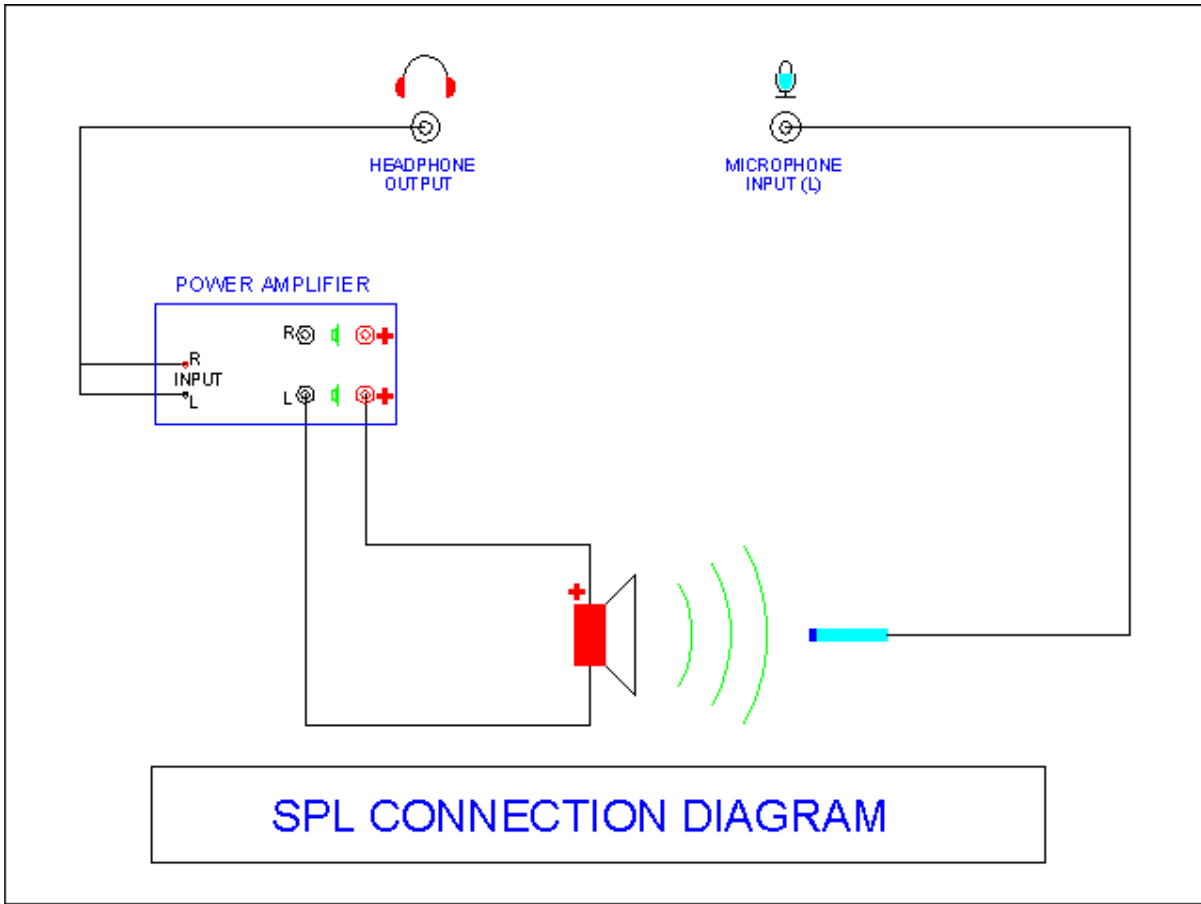 HEADPHONE
OUTPUT
MICROPHONE
INPUT (L)
POWER AMPLIFIER
R
R
INPUT
L
L
SPL CONNECTION DIAGRAM